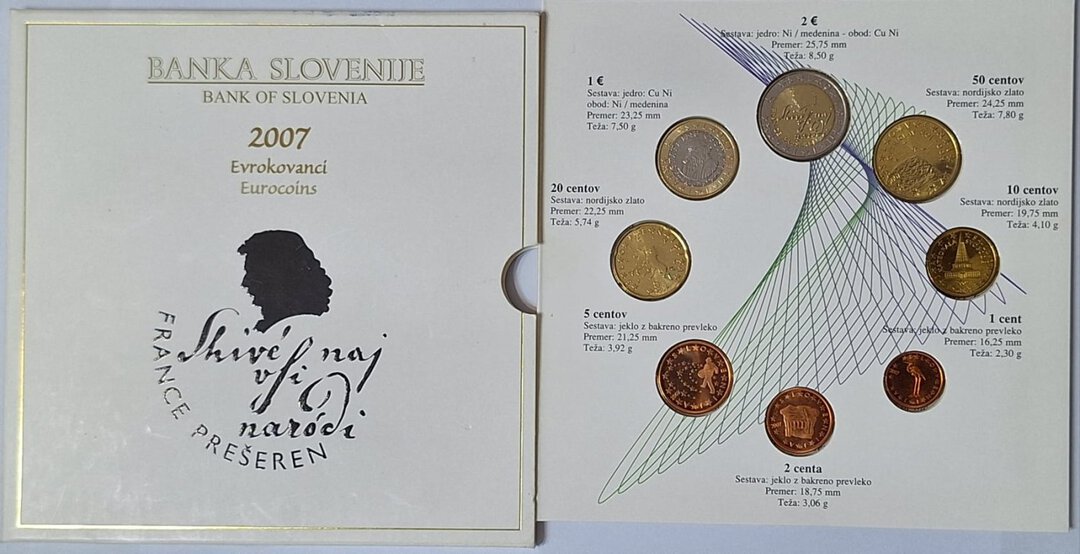 BANKA SLOVENIJE
BANK OF SLOVENIA
2007
Evrokovanci
Eurocoins
Shivé naj
vsi
naródi
FRANCE PREŠEREN
2 €
Sestava: jedro: Ni / medenina - obod: Cu Ni
Premer: 25,75 mm
Teža: 8,50 g
1 €
Sestava: jedro: Cu Ni
obod: Ni / medenina
Premer: 23,25 mm
Teža: 7,50 g
50 centov
Sestava: nordijsko zlato
Premer: 24,25 mm
Teža: 7,80 g
20 centov
Sestava: nordijsko zlato
Premer: 22,25 mm
Teža: 5,74 g
10 centov
Sestava: nordijsko zlato
Premer: 19,75 mm
Teža: 4,10 g
5 centov
Sestava: jeklo z bakreno prevleko
Premer: 21,25 mm
Teža: 3,92 g
1 cent
Sestava: jeklo z bakreno prevleko
Premer: 16,25 mm
Teža: 2,30 g
2 centa
Sestava: jeklo z bakreno prevleko
Premer: 18,75 mm
Teža: 3,06 g